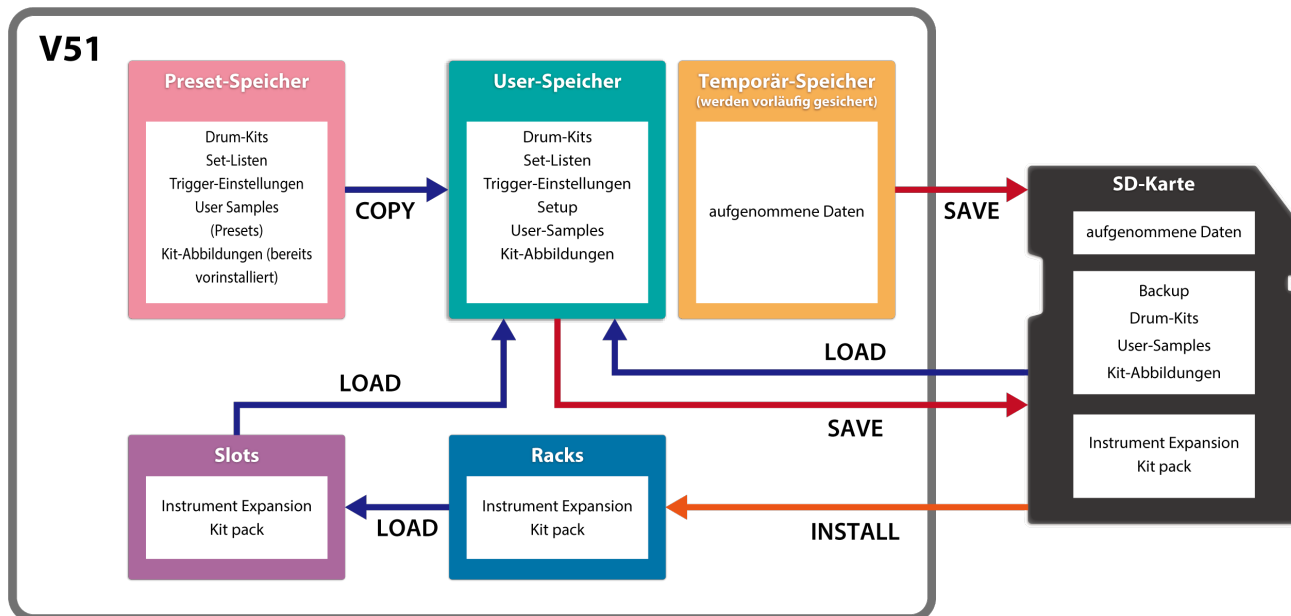 V51
Preset-Speicher
Drum-Kits
Set-Listen
Trigger-Einstellungen
User Samples
(Presets)
Kit-Abbildungen (bereits
vorinstalliert)
COPY
User-Speicher
Drum-Kits
Set-Listen
Trigger-Einstellungen
Setup
User-Samples
Kit-Abbildungen
Temporär-Speicher
(werden vorläufig gesichert)
aufgenommene Daten
SAVE
SD-Karte
aufgenommene Daten
Backup
Drum-Kits
User-Samples
Kit-Abbildungen
Instrument Expansion
Kit pack
LOAD
LOAD
SAVE
Slots
Instrument Expansion
Kit pack
LOAD
Racks
Instrument Expansion
Kit pack
INSTALL